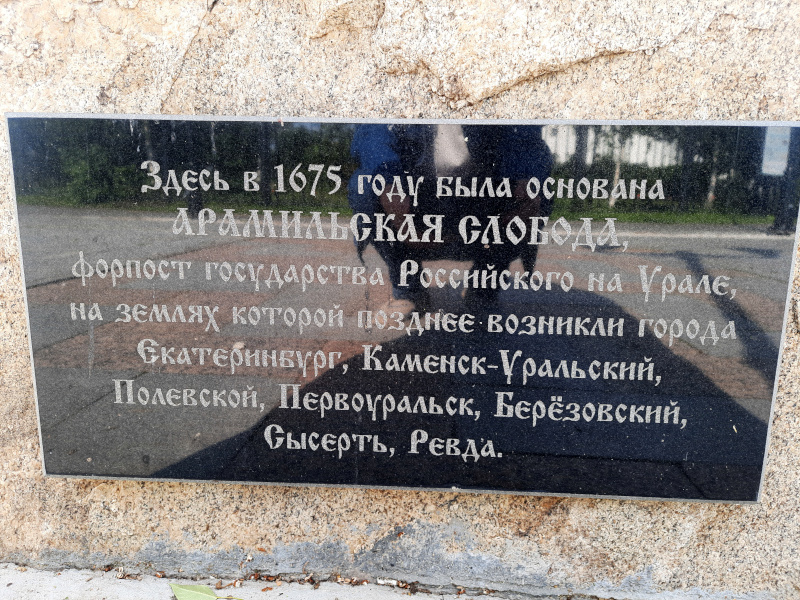 Здесь в 1675 году была основана
АРАМИЛЬСКАЯ СЛОБОДА,
форпост государства Российского на Урале,
на землях которой позднее возникли города
Екатеринбург, Каменск-Уральский,
Полевской, Первоуральск, Берёзовский,
Сысерть, Ревда.